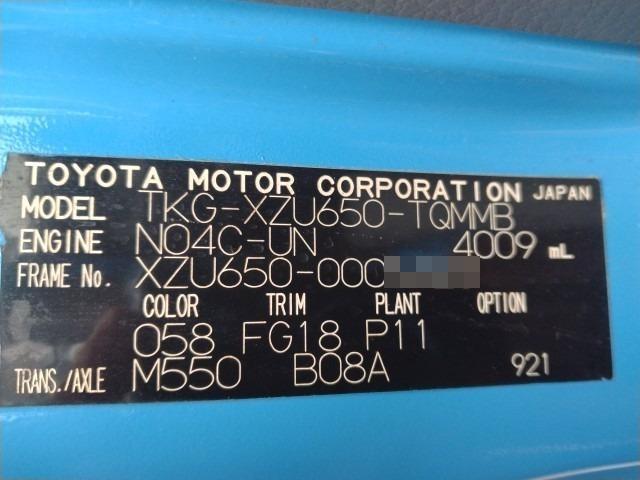 TOYOTA MOTOR CORPORATION JAPAN
MODEL TKG-XZU650-TQMMB
ENGINE N04C-UN 4009 mL
FRAME No. XZU650-000
COLOR TRIM PLANT OPTION
058 FG18 P11
TRANS./AXLE M550 B08A 921